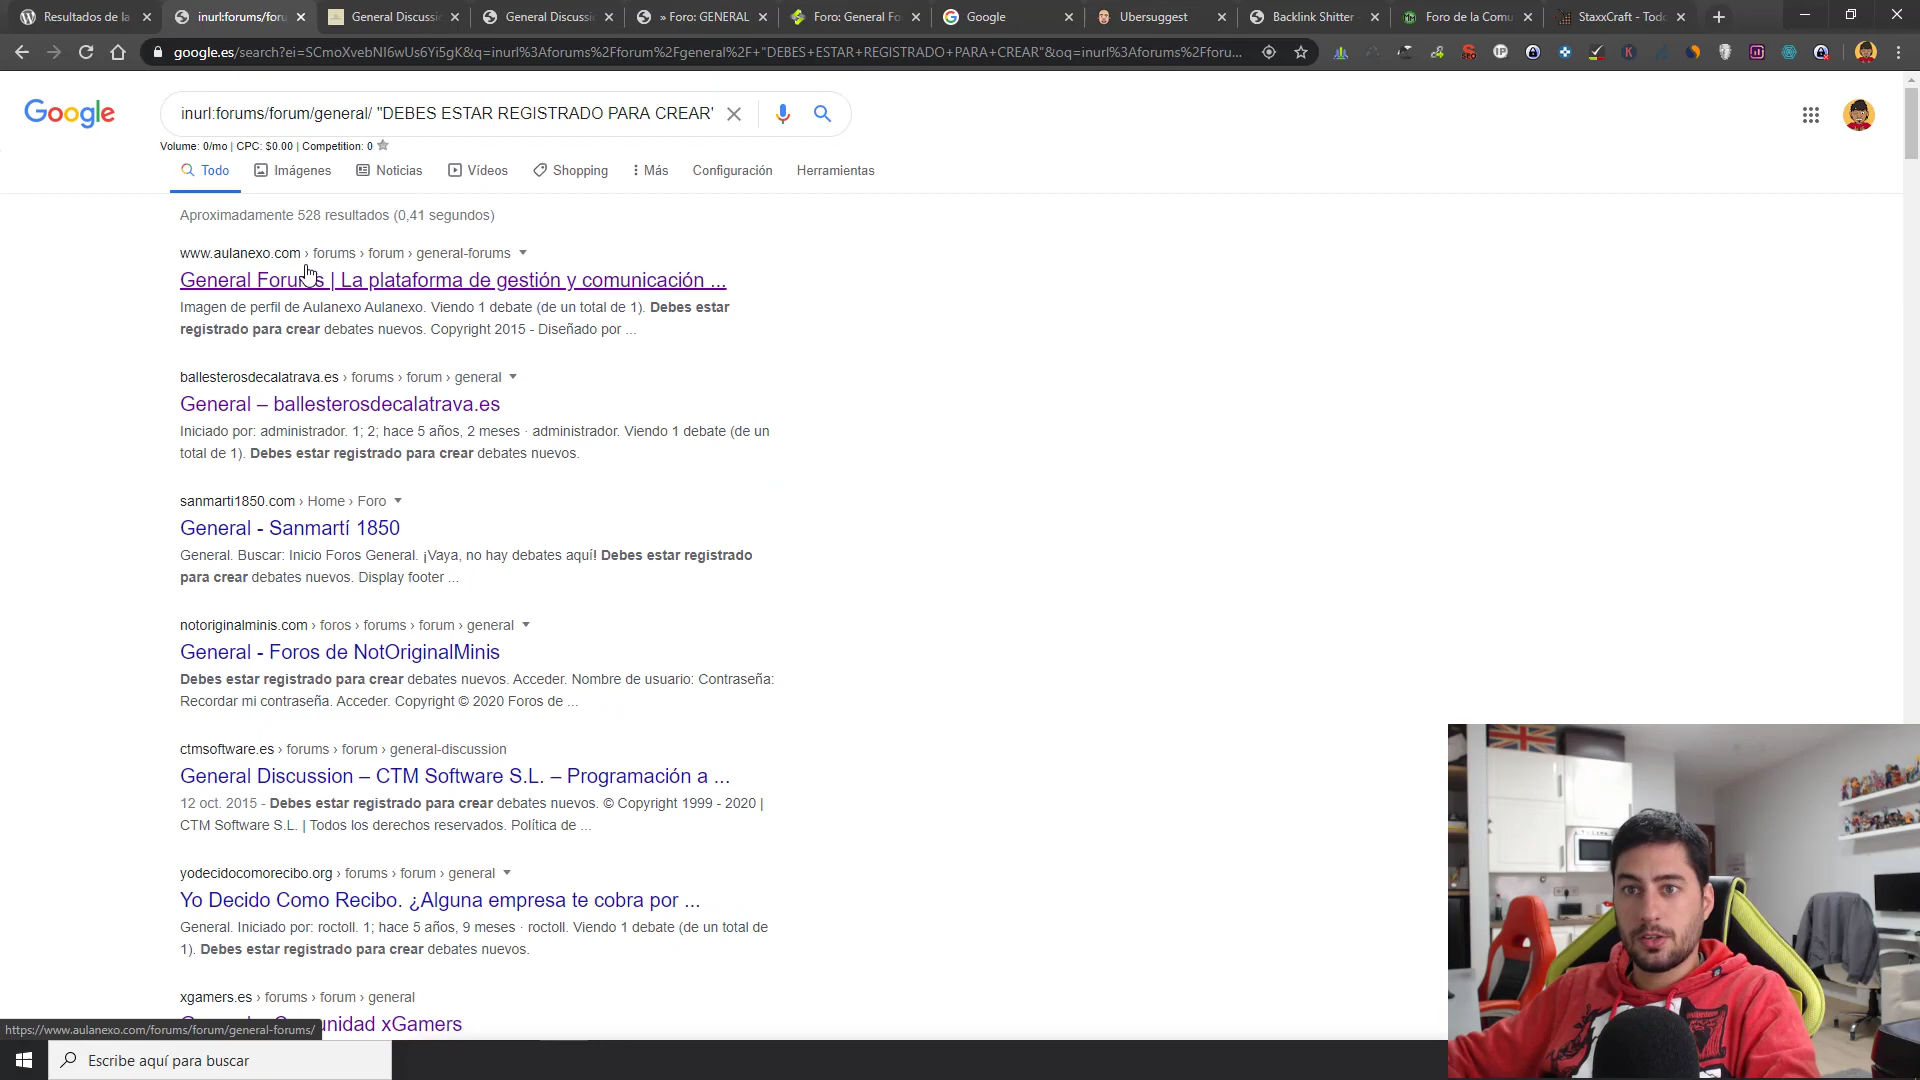 Resultados de la
inurl:forums/foru
General Discussi
General Discussi
» Foro: GENERAL
Foro: General Fo
Google
Ubersuggest
Backlink Shitter
Foro de la Comu
StaxxCraft - Todo
google.es/search?ei=SCmoXvebNI6wUs6Yi5gK&q=inurl%3Aforums%2Fforum%2Fgeneral%2F+"DEBES+ESTAR+REGISTRADO+PARA+CREAR"&oq=inurl%3Aforums%2Fforu...
Google
inurl:forums/forum/general/ "DEBES ESTAR REGISTRADO PARA CREAR"
Volume: 0/mo | CPC: $0.00 | Competition: 0
Todo Imágenes Noticias Vídeos Shopping Más Configuración Herramientas
Aproximadamente 528 resultados (0,41 segundos)
www.aulanexo.com › forums › forum › general-forums
General Forums | La plataforma de gestión y comunicación ...
Imagen de perfil de Aulanexo Aulanexo. Viendo 1 debate (de un total de 1). Debes estar
registrado para crear debates nuevos. Copyright 2015 - Diseñado por ...
ballesterosdecalatrava.es › forums › forum › general
General – ballesterosdecalatrava.es
Iniciado por: administrador. 1; 2; hace 5 años, 2 meses · administrador. Viendo 1 debate (de un
total de 1). Debes estar registrado para crear debates nuevos.
sanmarti1850.com › Home › Foro
General - Sanmartí 1850
General. Buscar: Inicio Foros General. ¡Vaya, no hay debates aquí! Debes estar registrado
para crear debates nuevos. Display footer ...
notoriginalminis.com › foros › forums › forum › general
General - Foros de NotOriginalMinis
Debes estar registrado para crear debates nuevos. Acceder. Nombre de usuario: Contraseña:
Recordar mi contraseña. Acceder. Copyright © 2020 Foros de ...
ctmsoftware.es › forums › forum › general-discussion
General Discussion – CTM Software S.L. – Programación a ...
12 oct. 2015 - Debes estar registrado para crear debates nuevos. © Copyright 1999 - 2020 |
CTM Software S.L. | Todos los derechos reservados. Política de ...
yodecidocomorecibo.org › forums › forum › general
Yo Decido Como Recibo. ¿Alguna empresa te cobra por ...
General. Iniciado por: roctoll. 1; hace 5 años, 9 meses · roctoll. Viendo 1 debate (de un total de
1). Debes estar registrado para crear debates nuevos.
xgamers.es › forums › forum › general
unidad xGamers
https://www.aulanexo.com/forums/forum/general-forums/
Escribe aquí para buscar